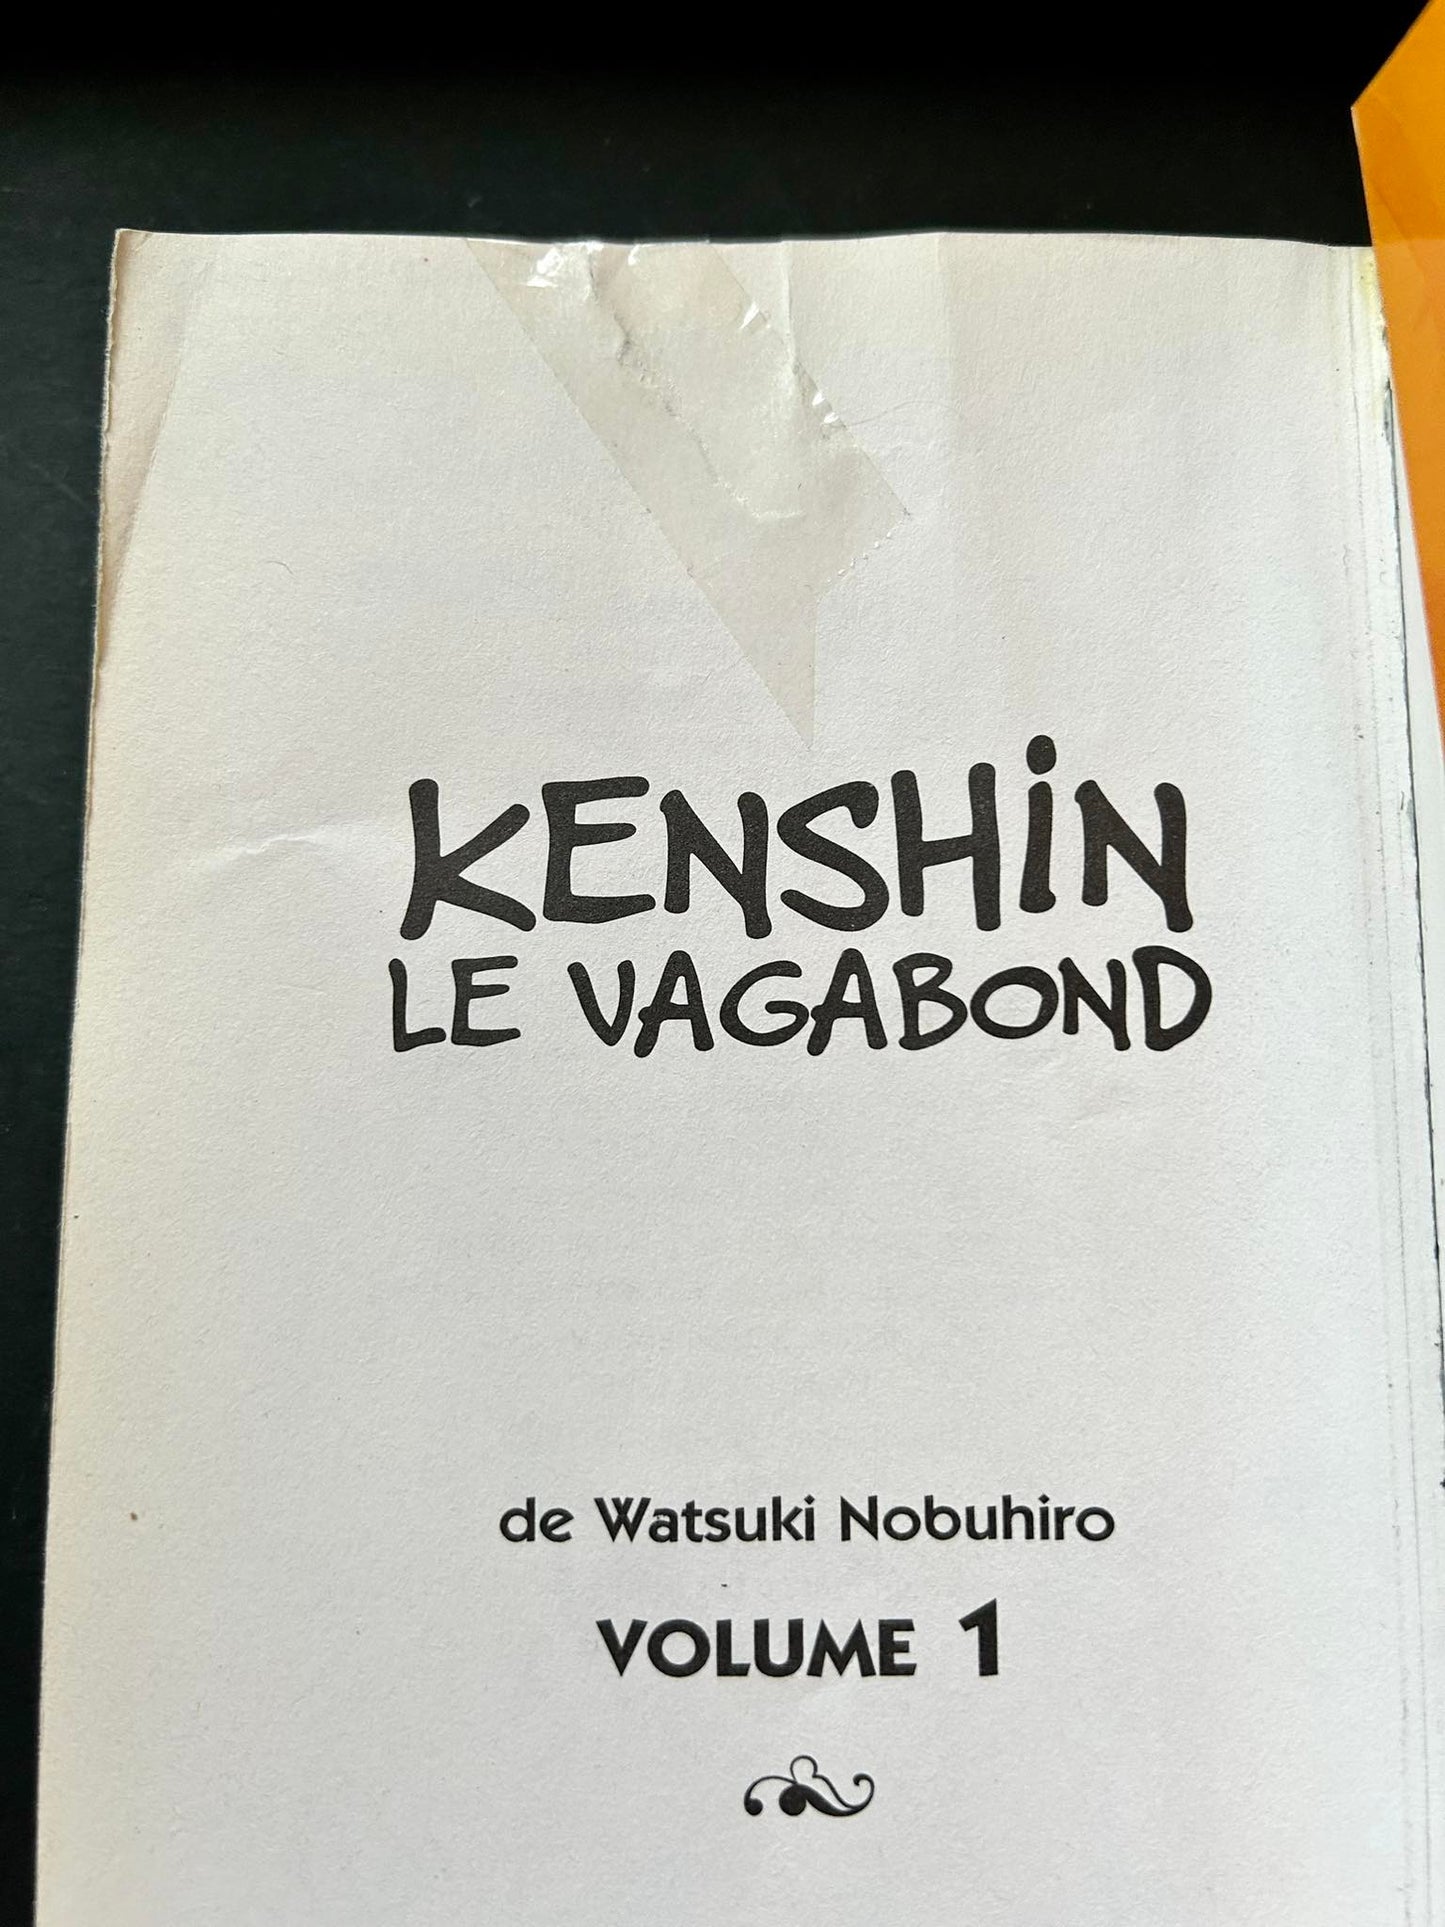 KENSHiN
LE VAGABOND
de Watsuki Nobuhiro
VOLUME 1